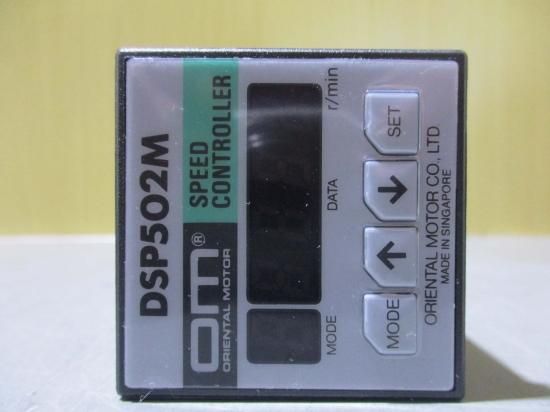 DSP502M
om®
ORIENTAL MOTOR
SPEED
CONTROLLER
MODE DATA r/min
MODE ↑ ↓ SET
ORIENTAL MOTOR CO., LTD.
MADE IN SINGAPORE